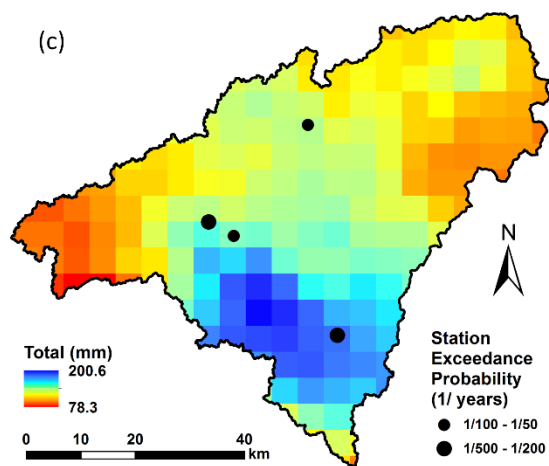 (c)
N
Total (mm)
200.6
78.3
0 10 20 40
km
Station
Exceedance
Probability
(1/ years)
1/100 - 1/50
1/500 - 1/200